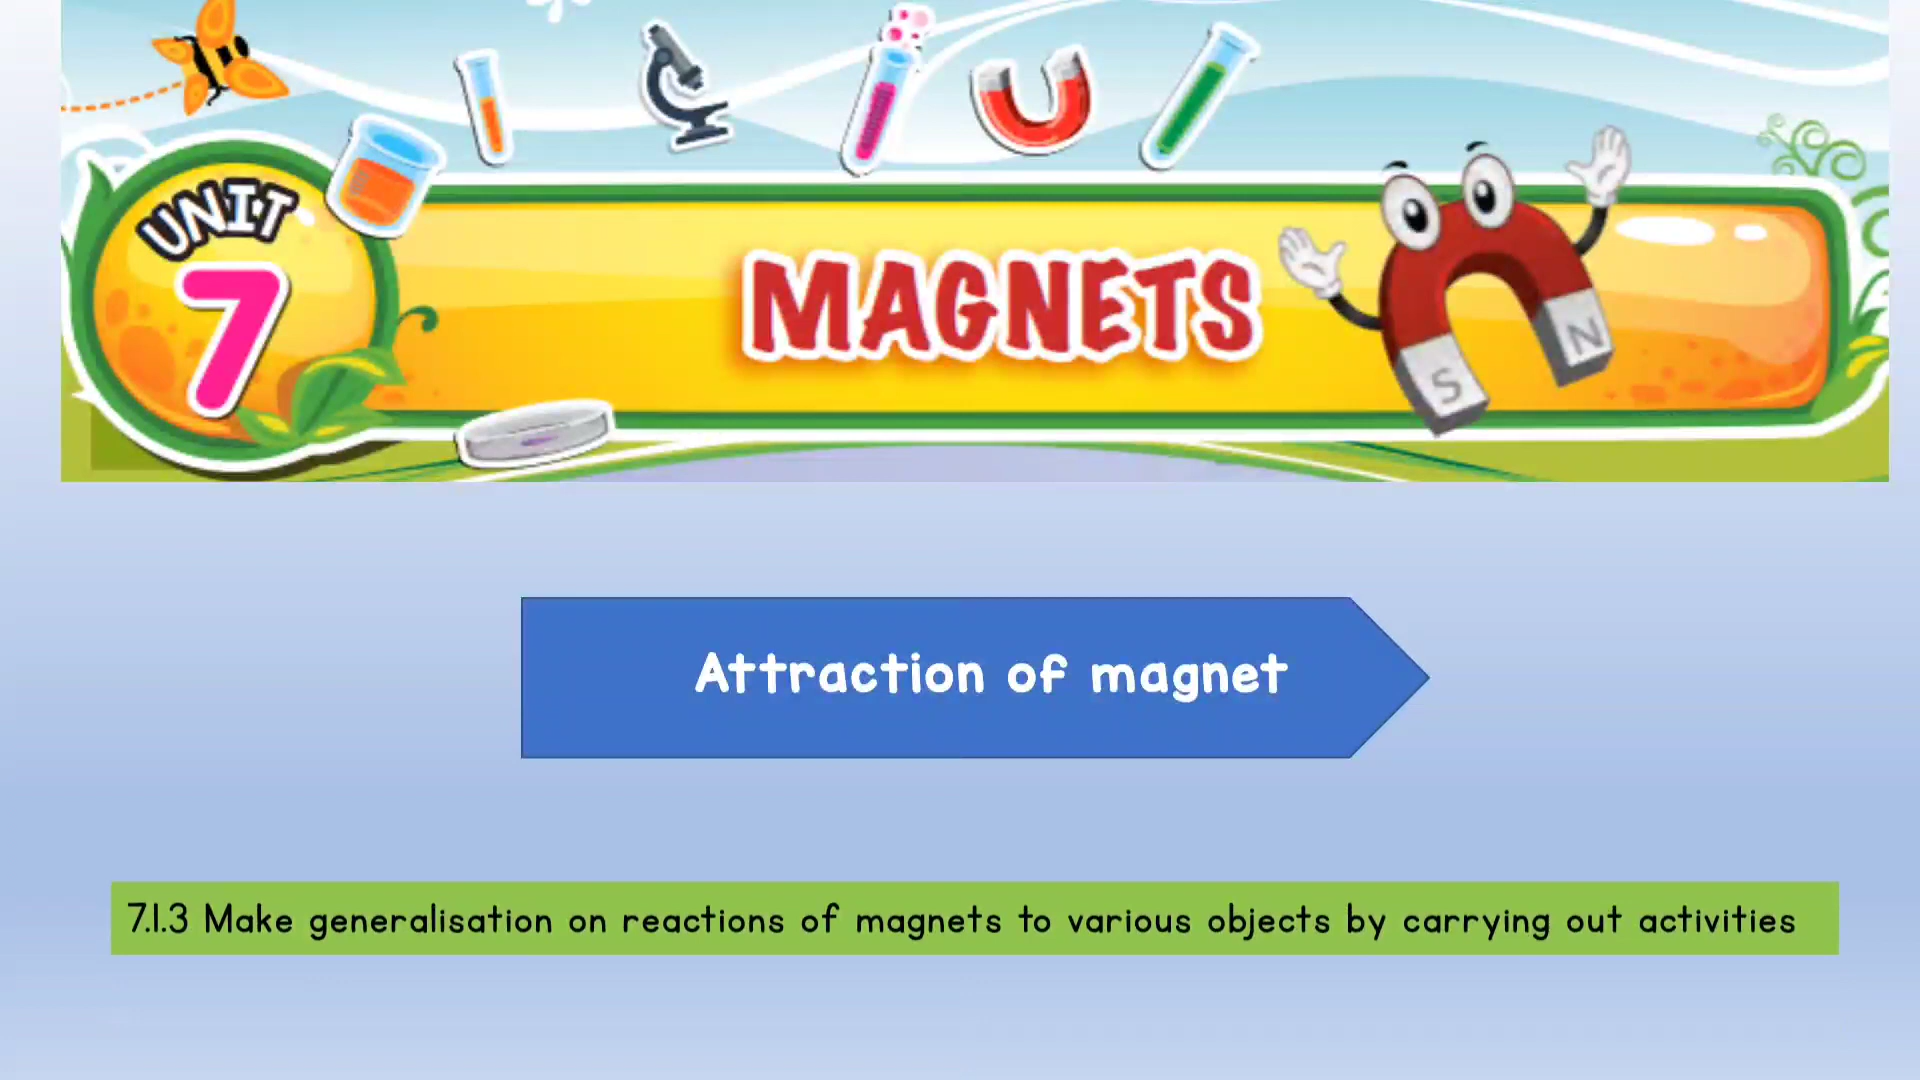 UNIT
7
MAGNETS
S
N
Attraction of magnet
7.1.3 Make generalisation on reactions of magnets to various objects by carrying out activities